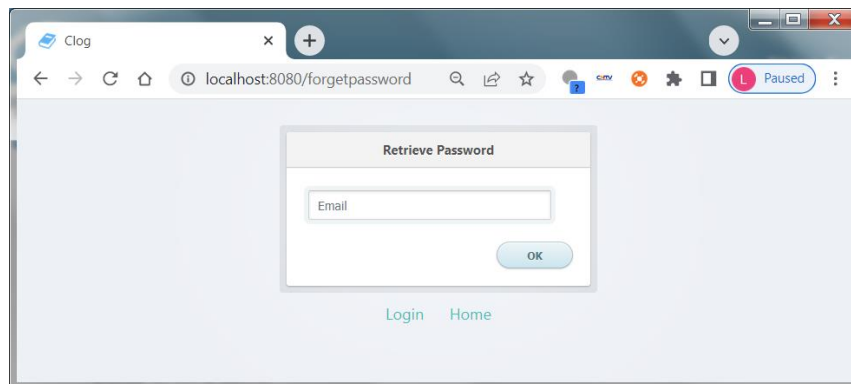 Clog
localhost:8080/forgetpassword
?
L
Paused
Retrieve Password
Email
OK
Login Home